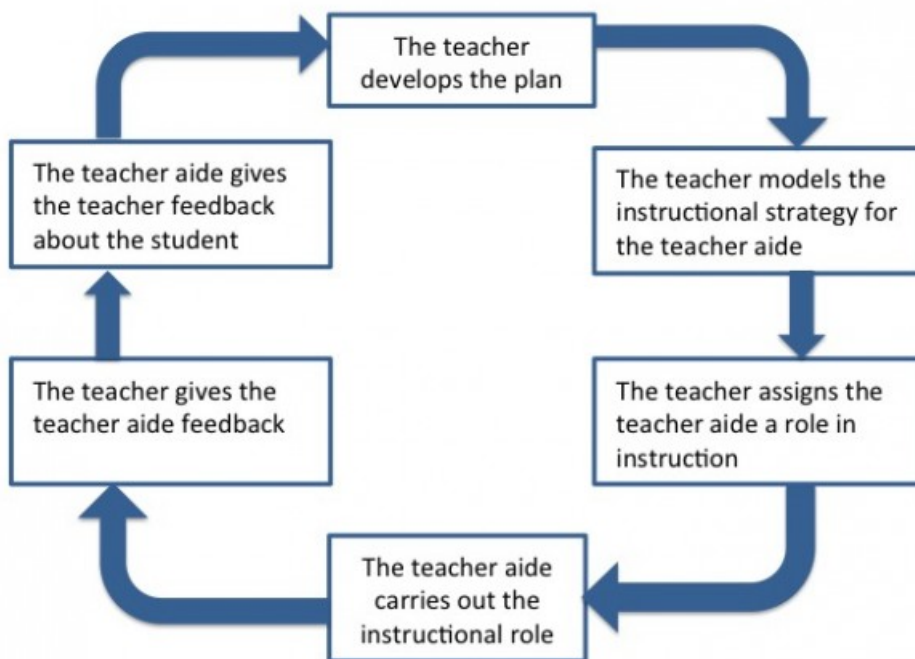 The teacher
develops the plan
The teacher models the
instructional strategy for
the teacher aide
The teacher assigns the
teacher aide a role in
instruction
The teacher aide
carries out the
instructional role
The teacher gives the
teacher aide feedback
The teacher aide gives
the teacher feedback
about the student